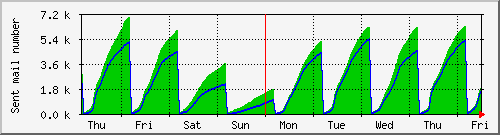 Sent mail number
7.2 k
5.4 k
3.6 k
1.8 k
0.0 k
Thu Fri Sat Sun Mon Tue Wed Thu Fri